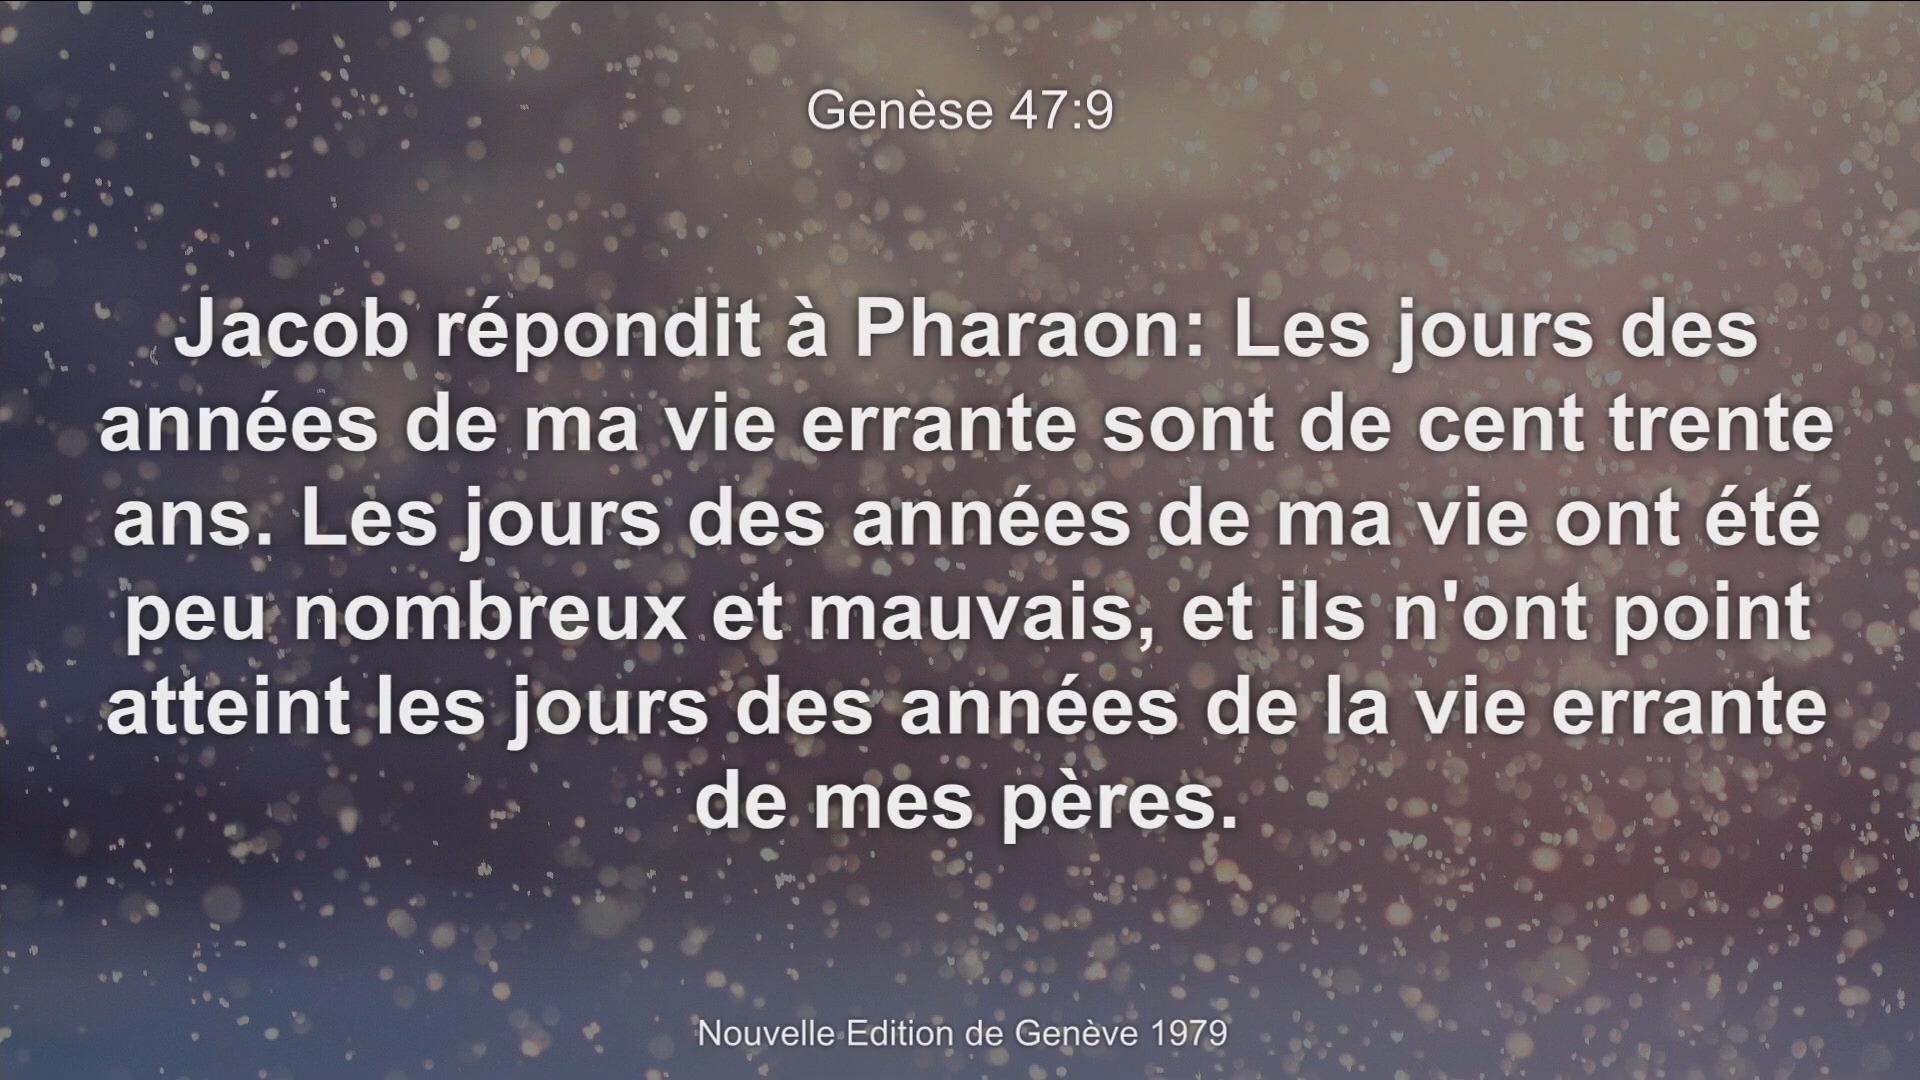 Genèse 47:9
Jacob répondit à Pharaon: Les jours des
années de ma vie errante sont de cent trente
ans. Les jours des années de ma vie ont été
peu nombreux et mauvais, et ils n'ont point
atteint les jours des années de la vie errante
de mes pères.
Nouvelle Edition de Genève 1979